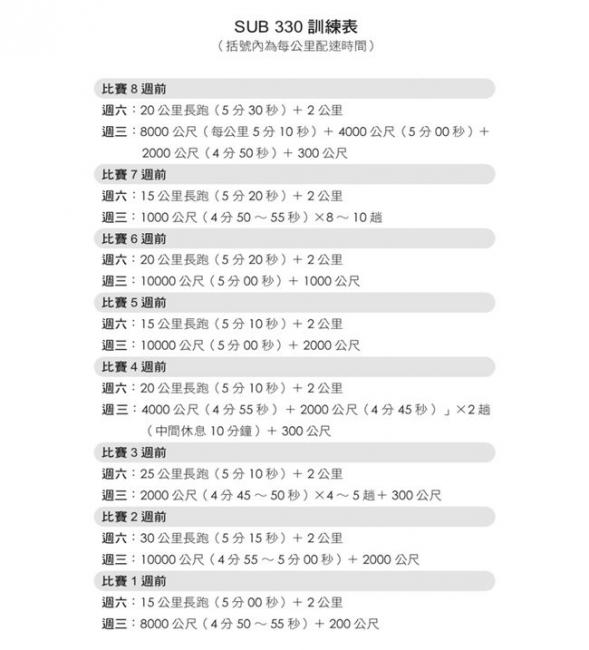 SUB 330 訓練表
（括號內為每公里配速時間）
比賽 8 週前
週六：20 公里長跑（5 分 30 秒）＋ 2 公里
週三：8000 公尺（每公里 5 分 10 秒）＋ 4000 公尺（5 分 00 秒）＋
2000 公尺（4 分 50 秒）＋ 300 公尺
比賽 7 週前
週六：15 公里長跑（5 分 20 秒）＋ 2 公里
週三：1000 公尺（4 分 50 ～ 55 秒）×8 ～ 10 趟
比賽 6 週前
週六：20 公里長跑（5 分 20 秒）＋ 2 公里
週三：10000 公尺（5 分 00 秒）＋ 1000 公尺
比賽 5 週前
週六：15 公里長跑（5 分 10 秒）＋ 2 公里
週三：10000 公尺（5 分 00 秒）＋ 2000 公尺
比賽 4 週前
週六：20 公里長跑（5 分 10 秒）＋ 2 公里
週三：4000 公尺（4 分 55 秒）＋ 2000 公尺（4 分 45 秒）」×2 趟
（中間休息 10 分鐘）＋ 300 公尺
比賽 3 週前
週六：25 公里長跑（5 分 10 秒）＋ 2 公里
週三：2000 公尺（4 分 45 ～ 50 秒）×4 ～ 5 趟＋ 300 公尺
比賽 2 週前
週六：30 公里長跑（5 分 15 秒）＋ 2 公里
週三：10000 公尺（4 分 55 ～ 5 分 00 秒）＋ 2000 公尺
比賽 1 週前
週六：15 公里長跑（5 分 00 秒）＋ 2 公里
週三：8000 公尺（4 分 50 ～ 55 秒）＋ 200 公尺